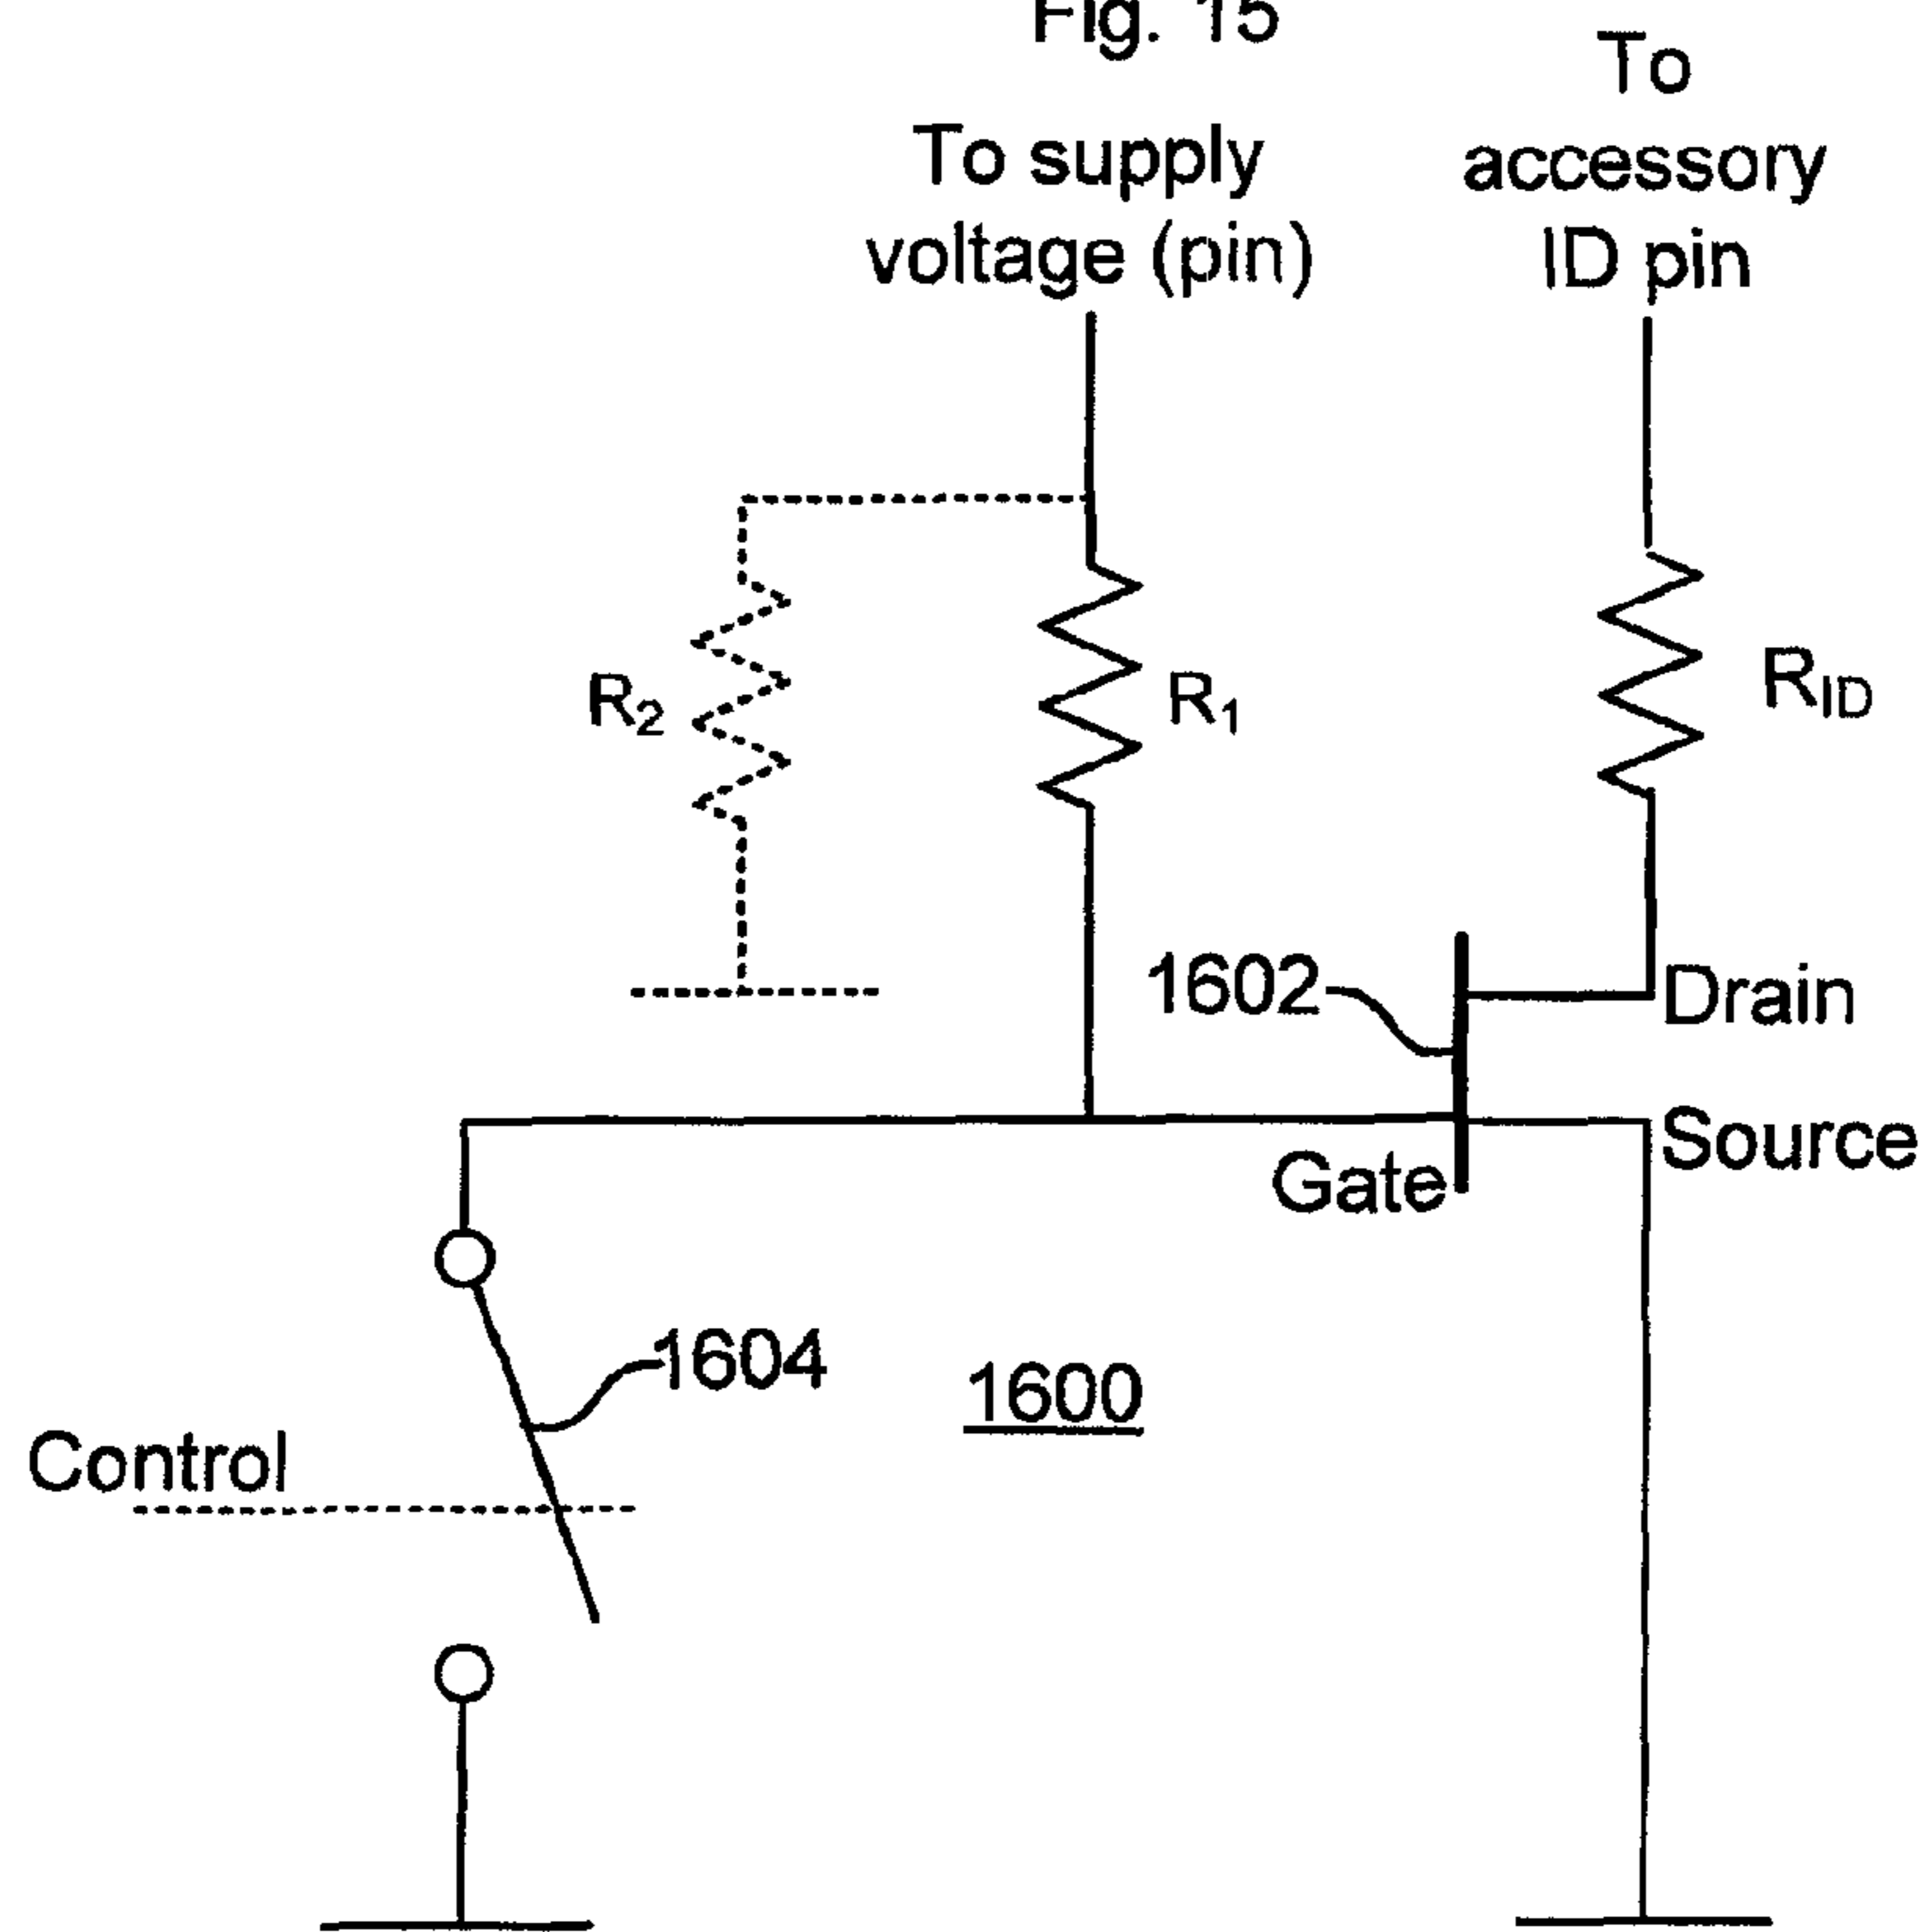 Fig. 15
To supply
voltage (pin)
To
accessory
ID pin
R2
R1
RID
1602
Drain
Source
Gate
1604
1600
Control